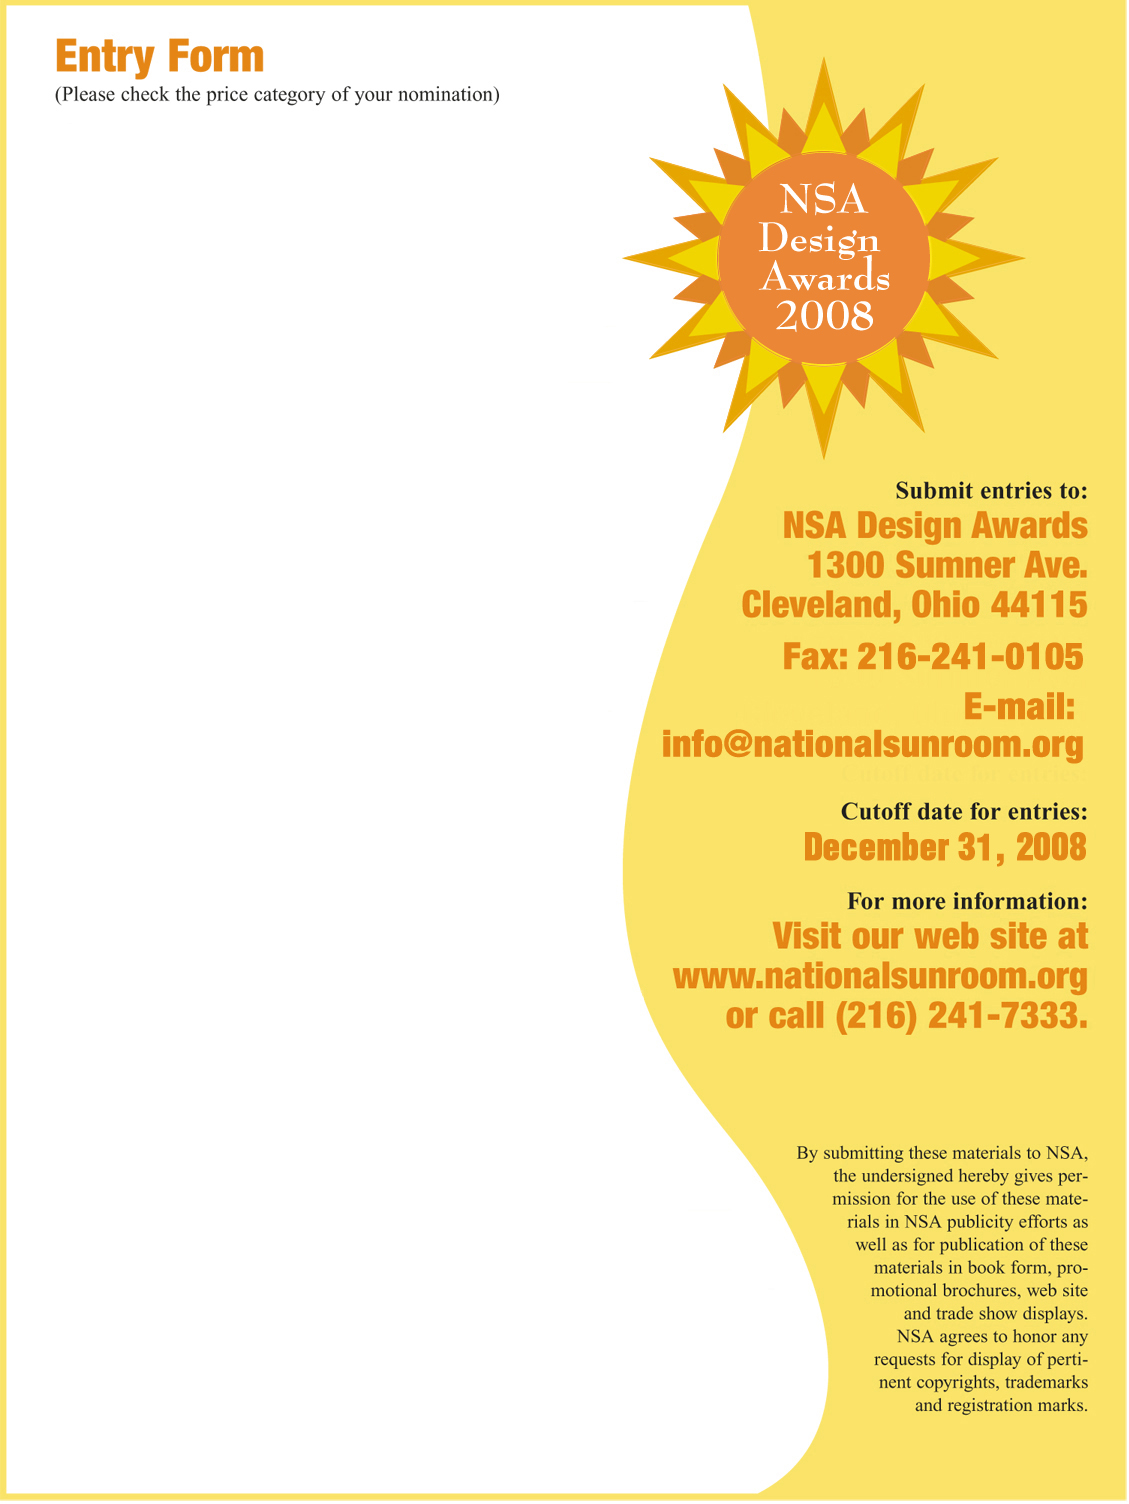 Entry Form
(Please check the price category of your nomination)
NSA
Design
Awards
2008
Submit entries to:
NSA Design Awards
1300 Sumner Ave.
Cleveland, Ohio 44115
Fax: 216-241-0105
E-mail:
info@nationalsunroom.org
Cutoff date for entries:
December 31, 2008
For more information:
Visit our web site at
www.nationalsunroom.org
or call (216) 241-7333.
By submitting these materials to NSA,
the undersigned hereby gives per-
mission for the use of these mate-
rials in NSA publicity efforts as
well as for publication of these
materials in book form, pro-
motional brochures, web site
and trade show displays.
NSA agrees to honor any
requests for display of perti-
nent copyrights, trademarks
and registration marks.